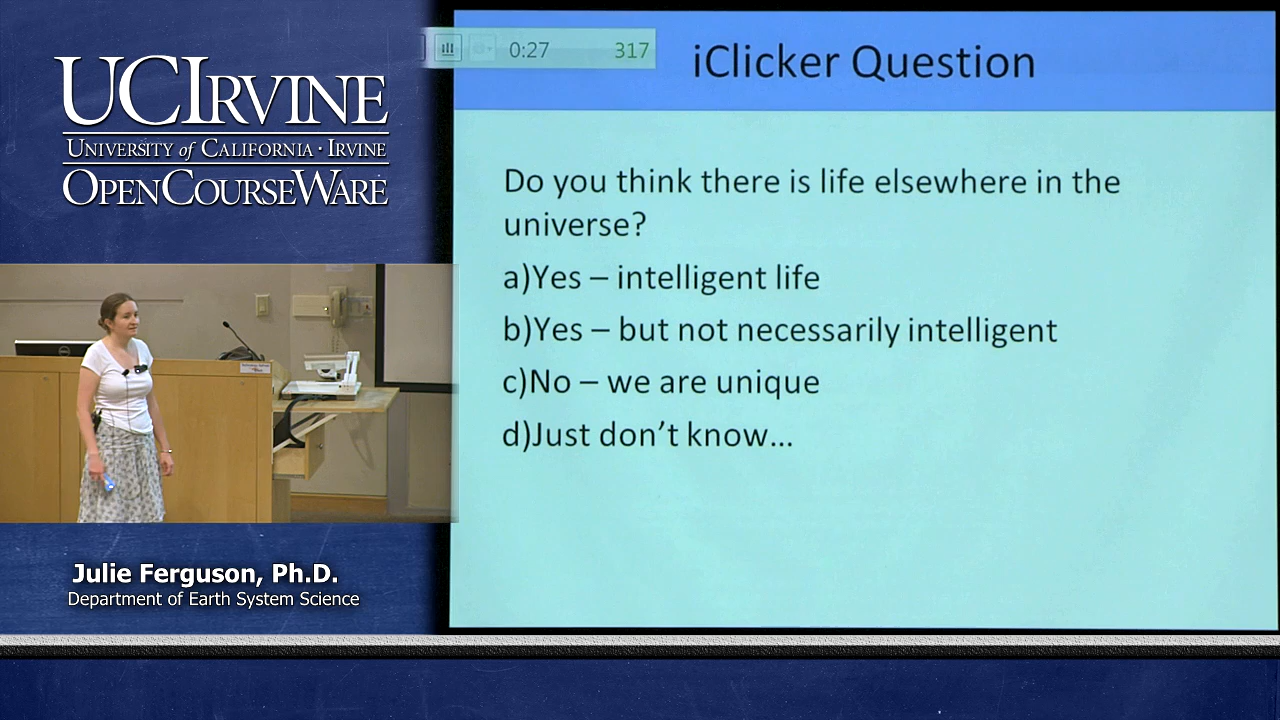 UCIRVINE
UNIVERSITY of CALIFORNIA · IRVINE
OPENCOURSEWARE
Julie Ferguson, Ph.D.
Department of Earth System Science
0:27 317
iClicker Question
Do you think there is life elsewhere in the
universe?
a)Yes – intelligent life
b)Yes – but not necessarily intelligent
c)No – we are unique
d)Just don’t know...